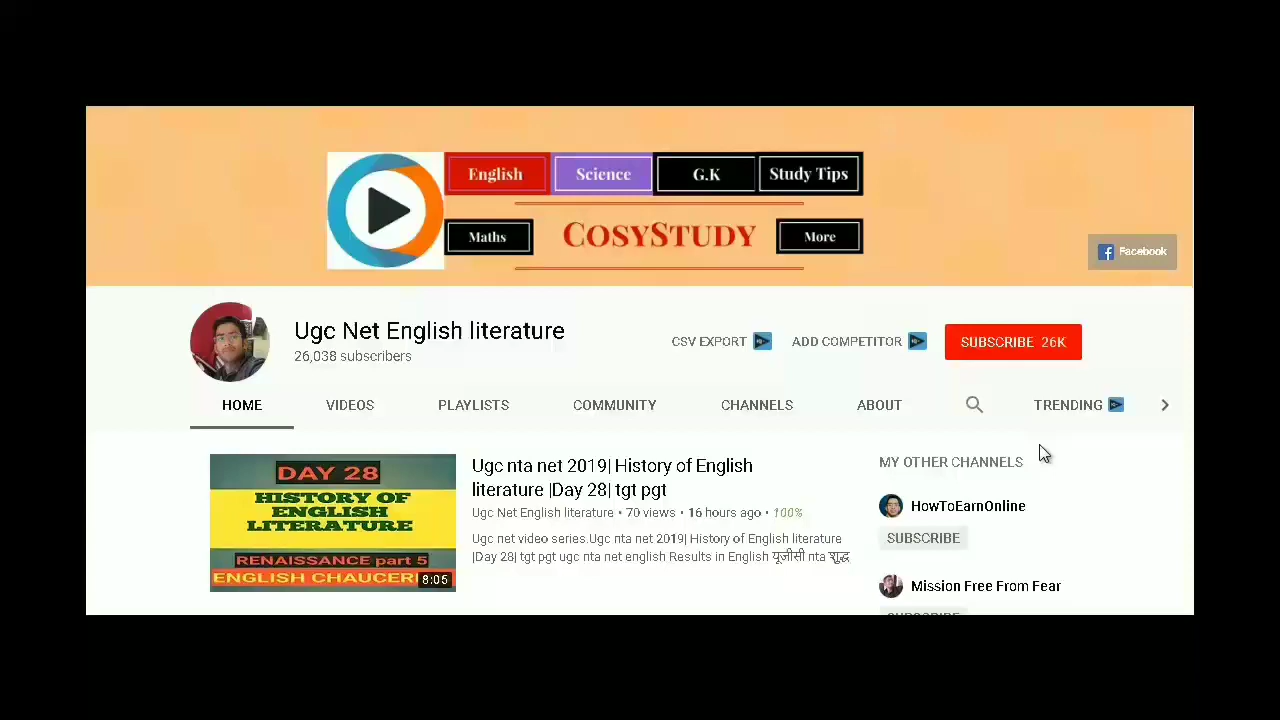 English
Science
G.K
Study Tips
Maths
CosyStudy
More
Facebook
Ugc Net English literature
26,038 subscribers
CSV EXPORT
ADD COMPETITOR
SUBSCRIBE 26K
HOME
VIDEOS
PLAYLISTS
COMMUNITY
CHANNELS
ABOUT
TRENDING
DAY 28
HISTORY OF
ENGLISH
LITERATURE
RENAISSANCE part 5
ENGLISH CHAUCERI
8:05
Ugc nta net 2019| History of English
literature |Day 28| tgt pgt
Ugc Net English literature • 70 views • 16 hours ago • 100%
Ugc net video series.Ugc nta net 2019| History of English literature
|Day 28| tgt pgt ugc nta net english Results in English यूजीसी nta शुद्ध
MY OTHER CHANNELS
HowToEarnOnline
SUBSCRIBE
Mission Free From Fear
SUBSCRIBE